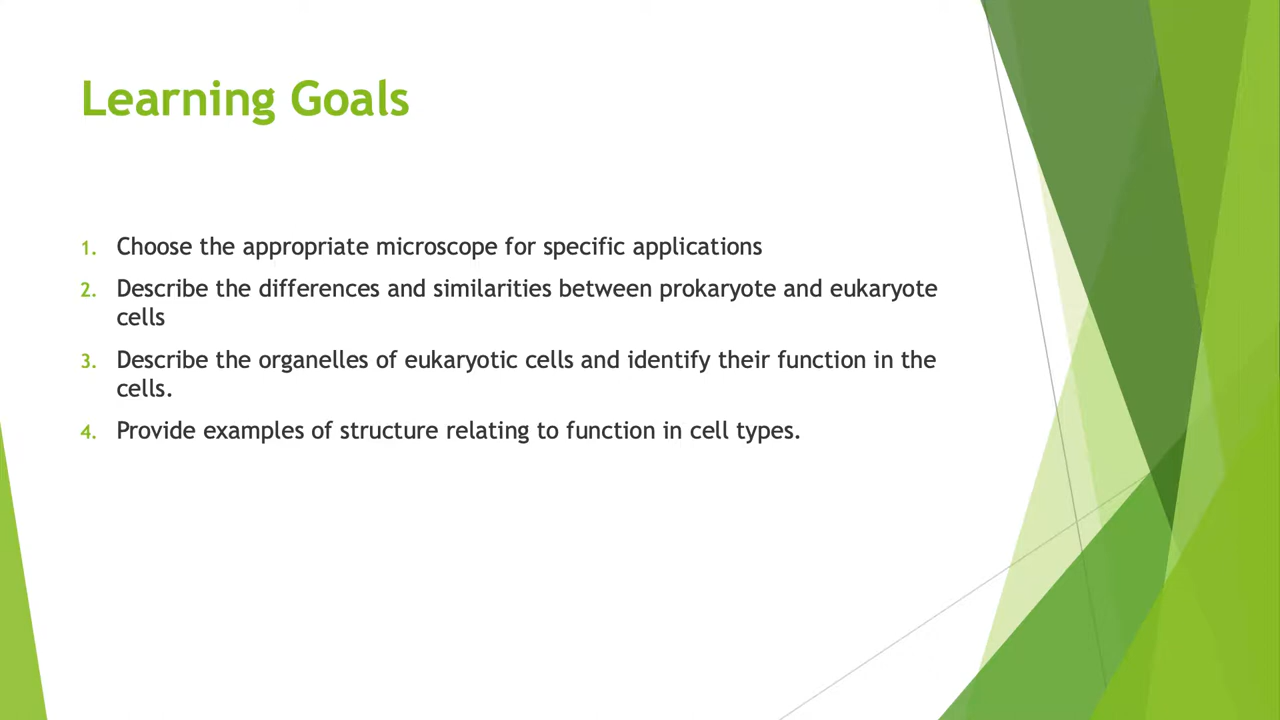 Learning Goals
1. Choose the appropriate microscope for specific applications
2. Describe the differences and similarities between prokaryote and eukaryote
cells
3. Describe the organelles of eukaryotic cells and identify their function in the
cells.
4. Provide examples of structure relating to function in cell types.